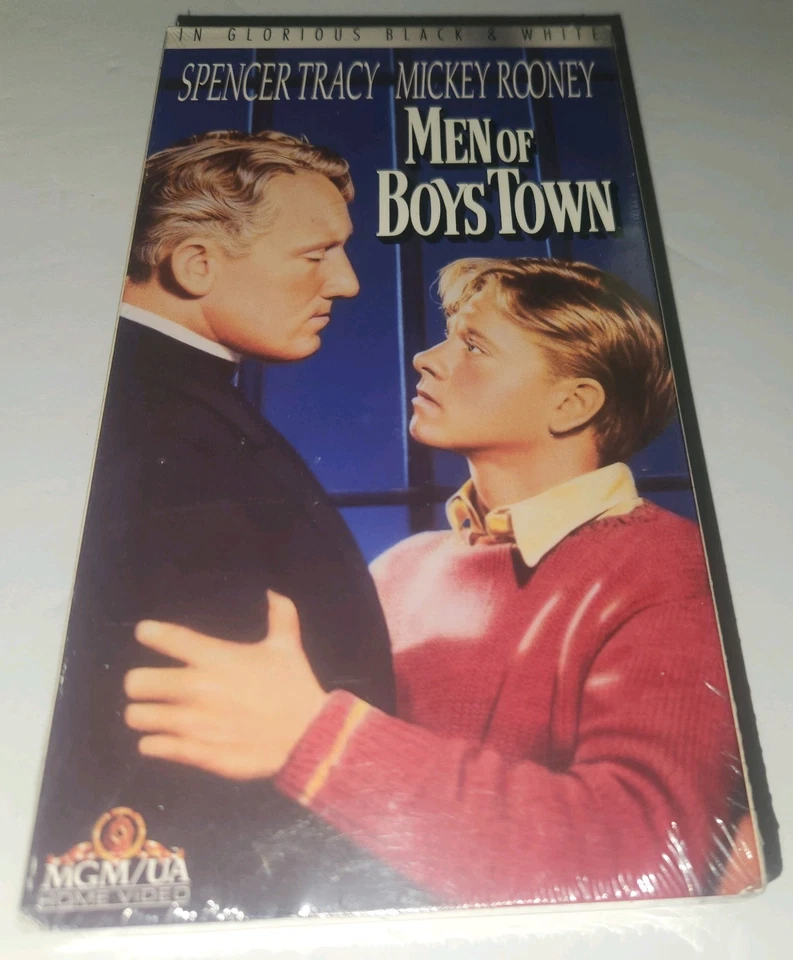 IN GLORIOUS BLACK & WHITE
SPENCER TRACY MICKEY ROONEY
MEN OF
BOYS TOWN
MGM/UA
HOME VIDEO